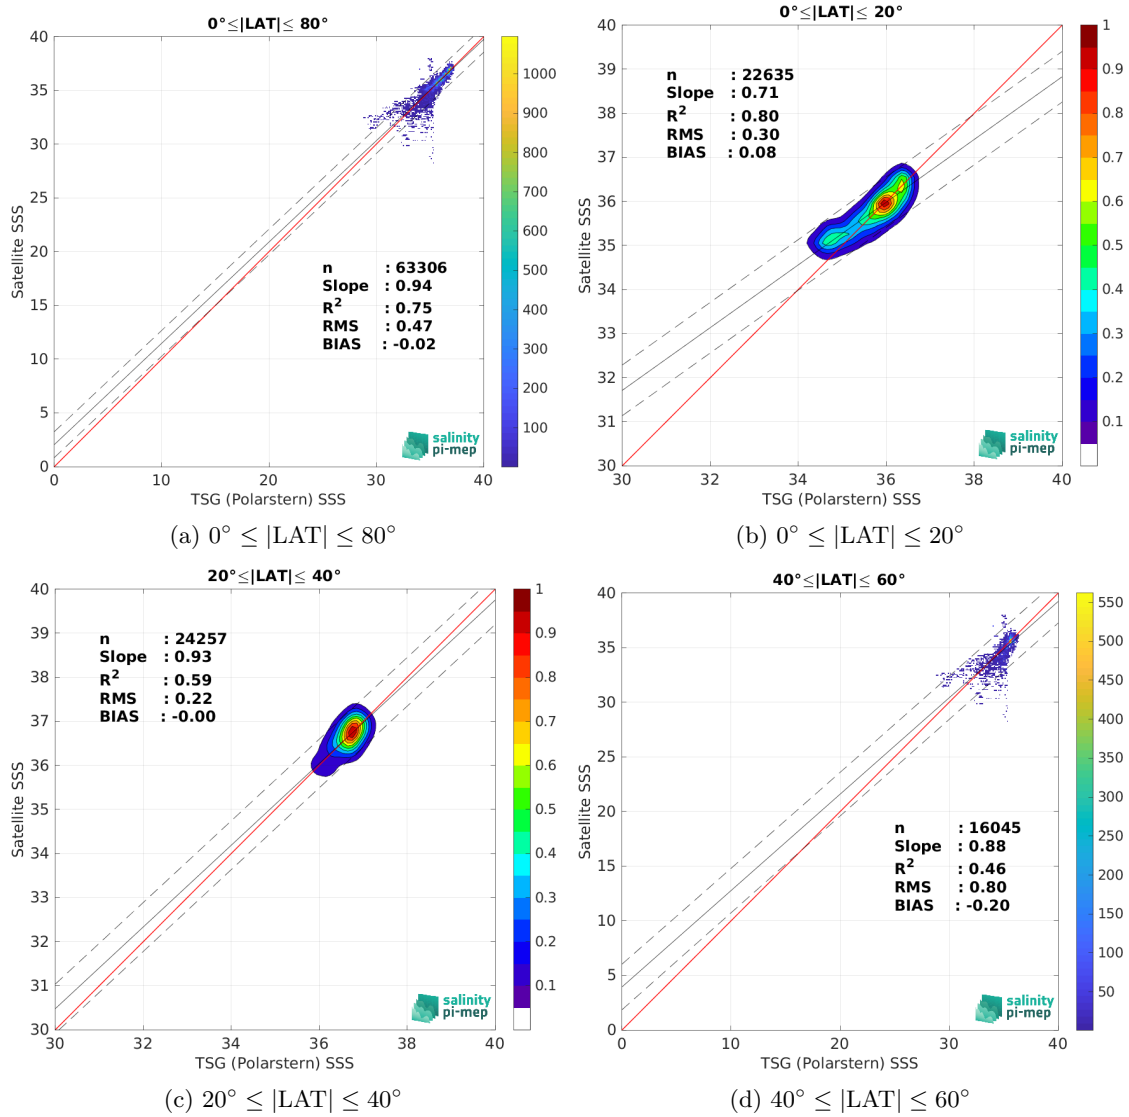 0°≤|LAT|≤ 80°
40
35
30
25
20
15
10
5
0
0
10
20
30
40
Satellite SSS
TSG (Polarstern) SSS
n : 63306
Slope : 0.94
R² : 0.75
RMS : 0.47
BIAS : -0.02
salinity
pi-mep
1000
900
800
700
600
500
400
300
200
100
(a) 0° ≤ |LAT| ≤ 80°
0°≤|LAT|≤ 20°
40
39
38
37
36
35
34
33
32
31
30
30
32
34
36
38
40
Satellite SSS
TSG (Polarstern) SSS
n : 22635
Slope : 0.71
R² : 0.80
RMS : 0.30
BIAS : 0.08
salinity
pi-mep
1
0.9
0.8
0.7
0.6
0.5
0.4
0.3
0.2
0.1
(b) 0° ≤ |LAT| ≤ 20°
20°≤|LAT|≤ 40°
40
39
38
37
36
35
34
33
32
31
30
30
32
34
36
38
40
Satellite SSS
TSG (Polarstern) SSS
n : 24257
Slope : 0.93
R² : 0.59
RMS : 0.22
BIAS : -0.00
salinity
pi-mep
1
0.9
0.8
0.7
0.6
0.5
0.4
0.3
0.2
0.1
(c) 20° ≤ |LAT| ≤ 40°
40°≤|LAT|≤ 60°
40
35
30
25
20
15
10
5
0
0
10
20
30
40
Satellite SSS
TSG (Polarstern) SSS
n : 16045
Slope : 0.88
R² : 0.46
RMS : 0.80
BIAS : -0.20
salinity
pi-mep
550
500
450
400
350
300
250
200
150
100
50
(d) 40° ≤ |LAT| ≤ 60°